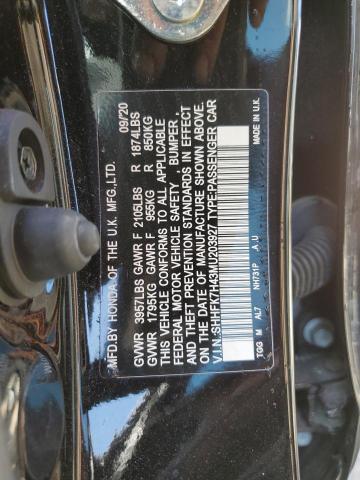 MFD.BY HONDA OF THE U.K. MFG.,LTD. 09/20
GVWR 3957LBS GAWR F 2105LBS R 1874LBS
GVWR 1795KG GAWR F 955KG R 850KG
THIS VEHICLE CONFORMS TO ALL APPLICABLE
FEDERAL MOTOR VEHICLE SAFETY , BUMPER ,
AND THEFT PREVENTION STANDARDS IN EFFECT
ON THE DATE OF MANUFACTURE SHOWN ABOVE.
V.I.N.:SHHFK7H43MU203927 TYPE:PASSENGER CAR
TGG M AL7 NH731P .A.U MADE IN U.K.